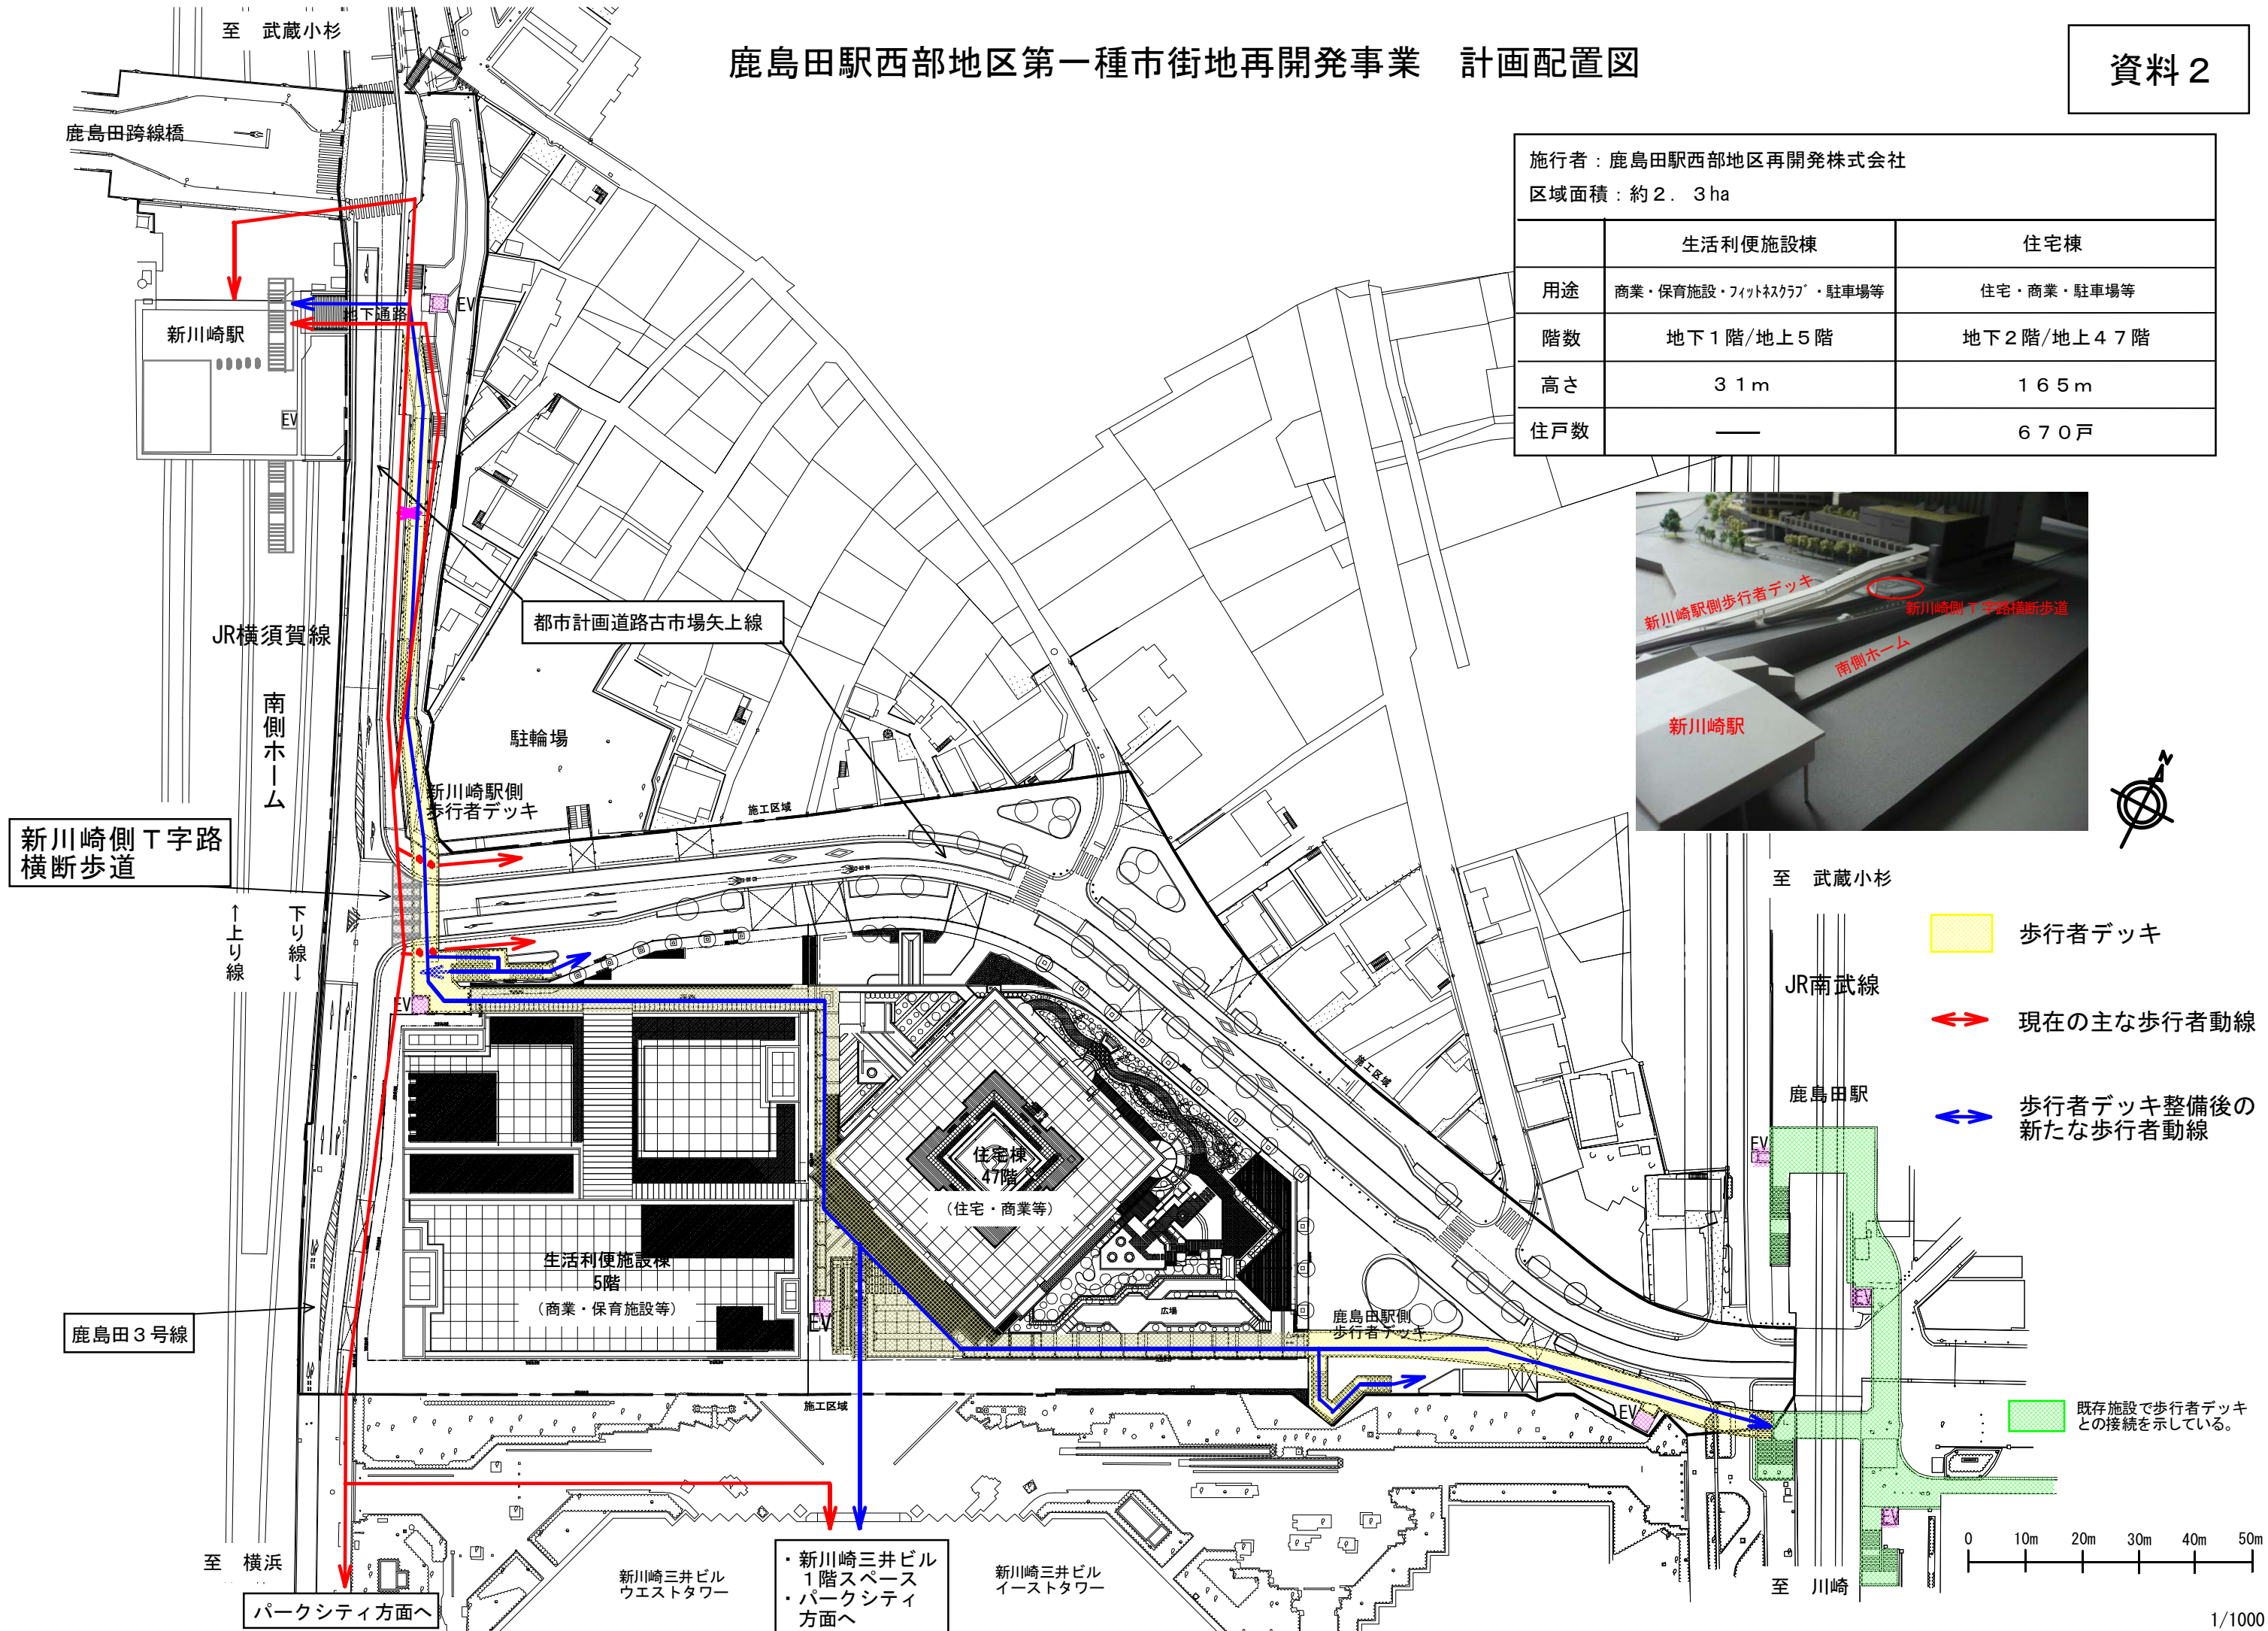 鹿島田駅西部地区第一種市街地再開発事業　計画配置図
資料２
施行者：鹿島田駅西部地区再開発株式会社
区域面積：約２．３ha
生活利便施設棟　住宅棟
用途　商業・保育施設・フィットネスクラブ・駐車場等　住宅・商業・駐車場等
階数　地下１階/地上５階　地下２階/地上４７階
高さ　３１ｍ　１６５ｍ
住戸数　――　６７０戸
至　武蔵小杉
鹿島田跨線橋
新川崎駅
地下通路
EV
EV
JR横須賀線
南側ホーム
都市計画道路古市場矢上線
駐輪場
新川崎駅側
歩行者デッキ
施工区域
新川崎側Ｔ字路
横断歩道
↑上り線
下り線↓
EV
新川崎駅側歩行者デッキ
新川崎側Ｔ字路横断歩道
南側ホーム
新川崎駅
N
至　武蔵小杉
JR南武線
鹿島田駅
EV
EV
EV
EV
歩行者デッキ
現在の主な歩行者動線
歩行者デッキ整備後の
新たな歩行者動線
既存施設で歩行者デッキ
との接続を示している。
施工区域
住宅棟
47階
（住宅・商業等）
生活利便施設棟
5階
（商業・保育施設等）
EV
広場
鹿島田駅側
歩行者デッキ
通路
鹿島田３号線
施工区域
至　横浜
パークシティ方面へ
新川崎三井ビル
ウエストタワー
・新川崎三井ビル
１階スペース
・パークシティ
方面へ
新川崎三井ビル
イーストタワー
至　川崎
0　10m　20m　30m　40m　50m
1/1000